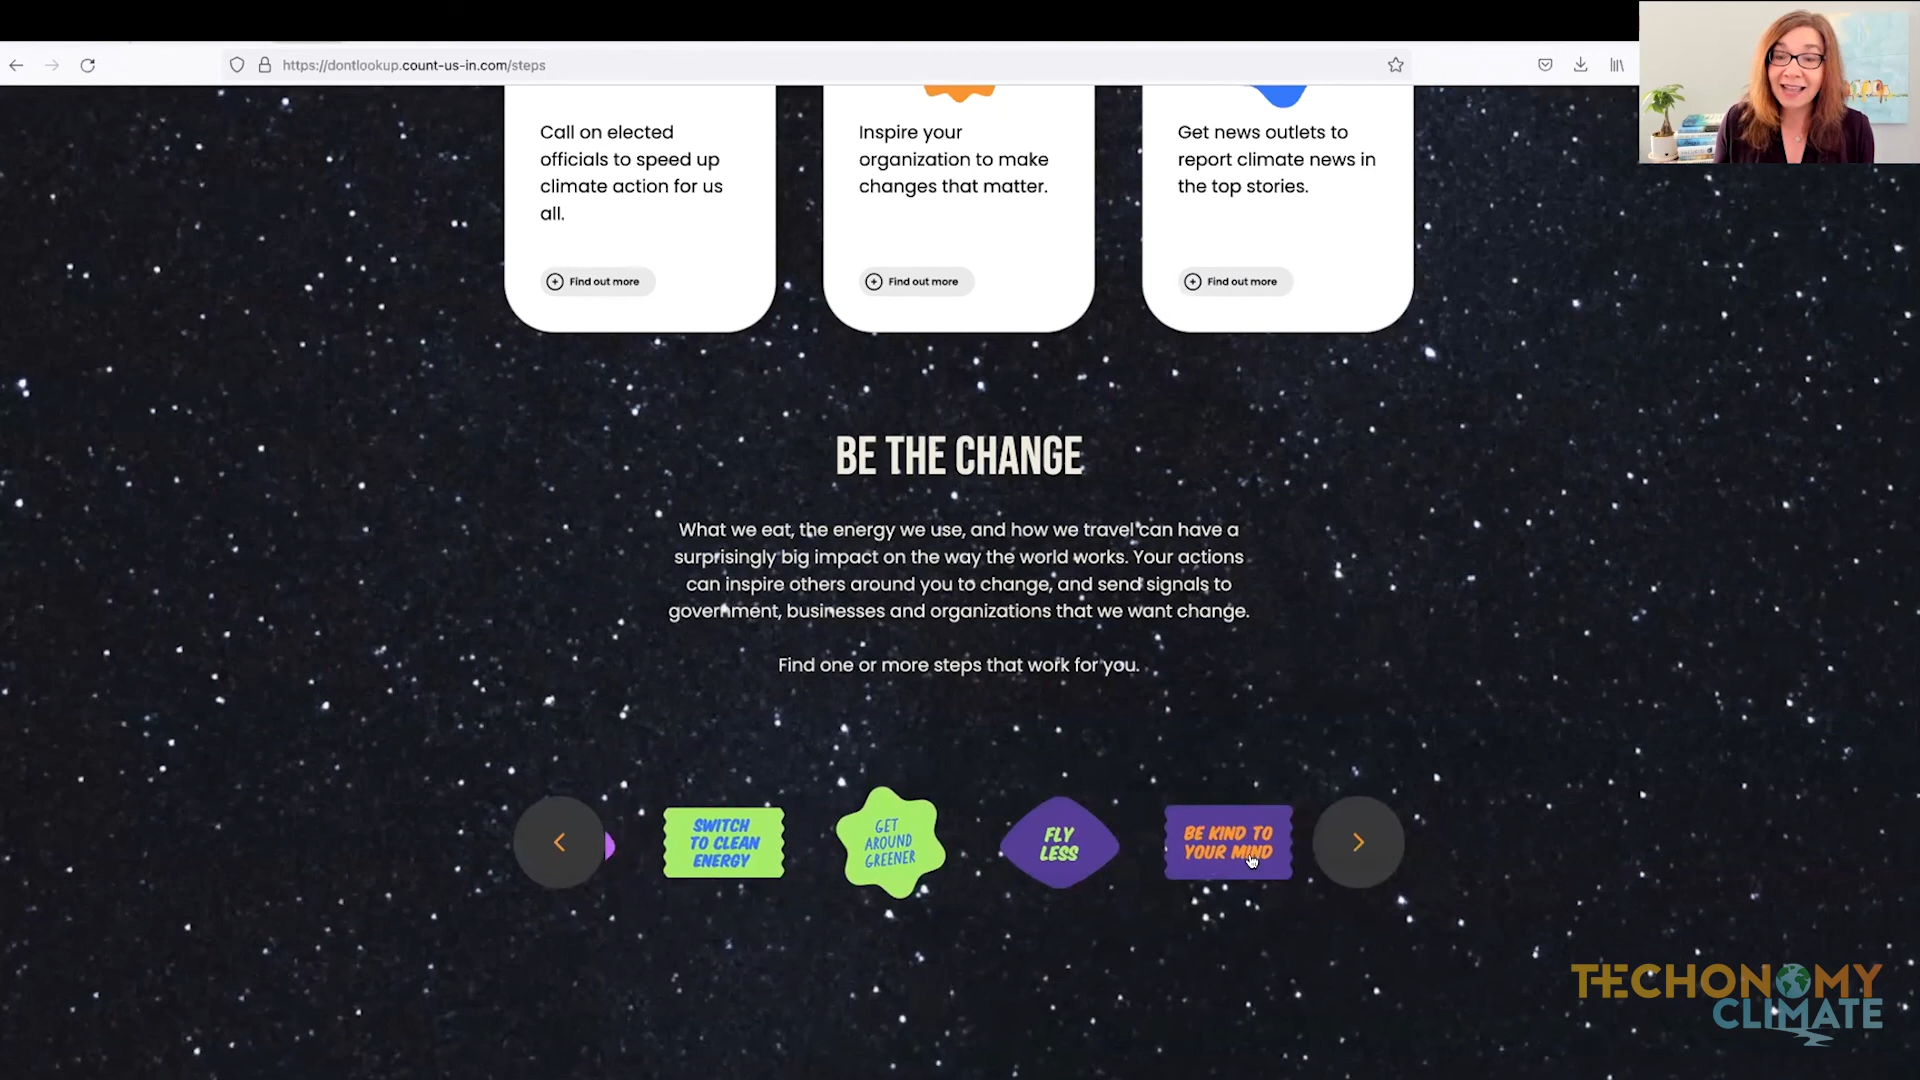 https://dontlookup.count-us-in.com/steps
Call on elected
officials to speed up
climate action for us
all.
Find out more
Inspire your
organization to make
changes that matter.
Find out more
Get news outlets to
report climate news in
the top stories.
Find out more
BE THE CHANGE
What we eat, the energy we use, and how we travel can have a
surprisingly big impact on the way the world works. Your actions
can inspire others around you to change, and send signals to
government, businesses and organizations that we want change.
Find one or more steps that work for you.
SWITCH
TO CLEAN
ENERGY
GET
AROUND
GREENER
FLY
LESS
BE KIND TO
YOUR MIND
TECHONOMY
CLIMATE